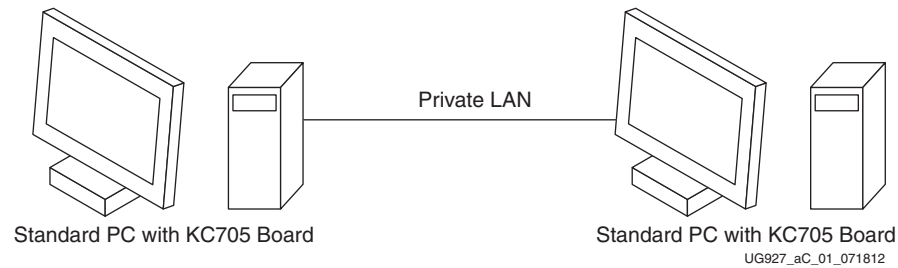 Private LAN
Standard PC with KC705 Board
Standard PC with KC705 Board
UG927_aC_01_071812